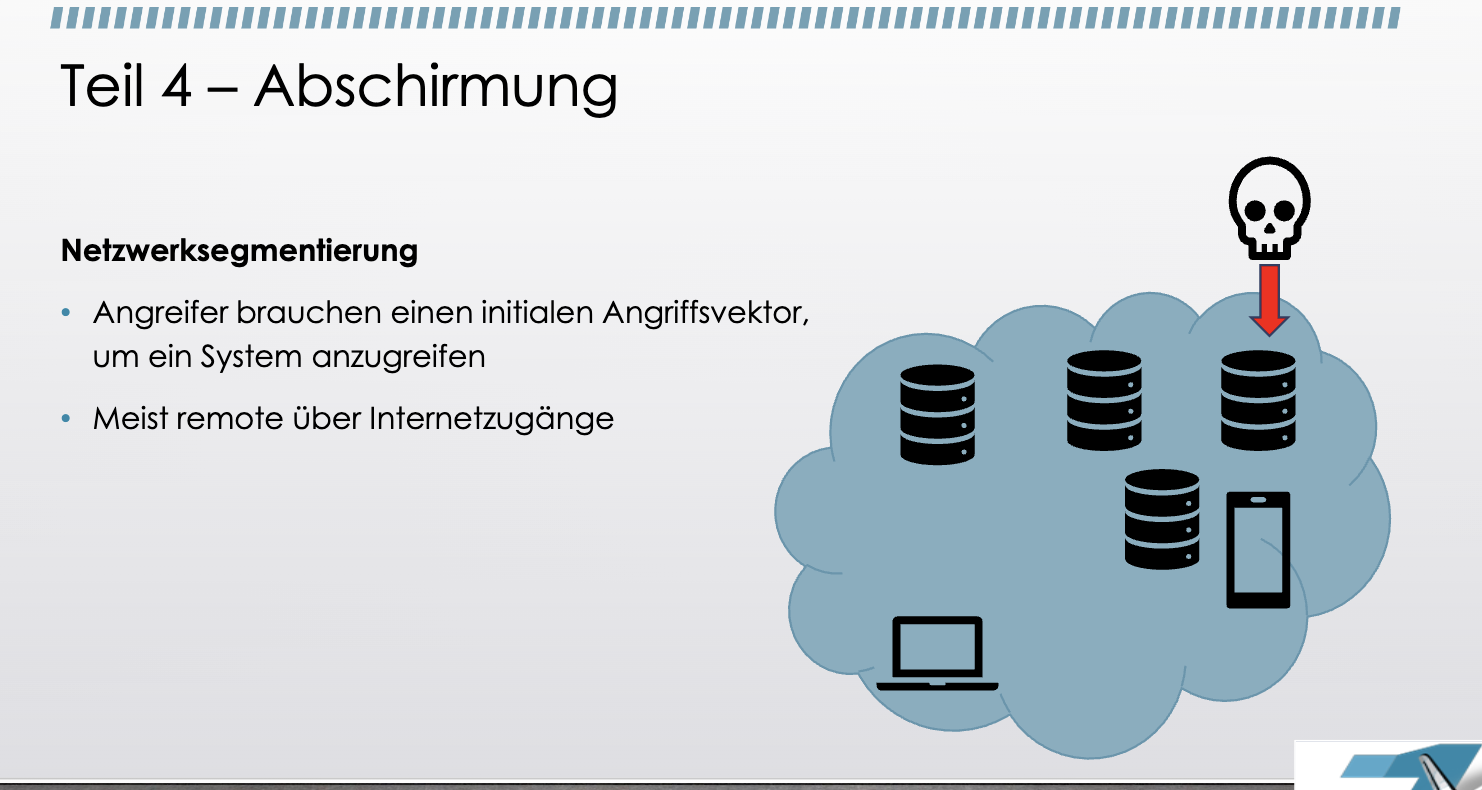 Teil 4 – Abschirmung
Netzwerksegmentierung
• Angreifer brauchen einen initialen Angriffsvektor,
um ein System anzugreifen
• Meist remote über Internetzugänge